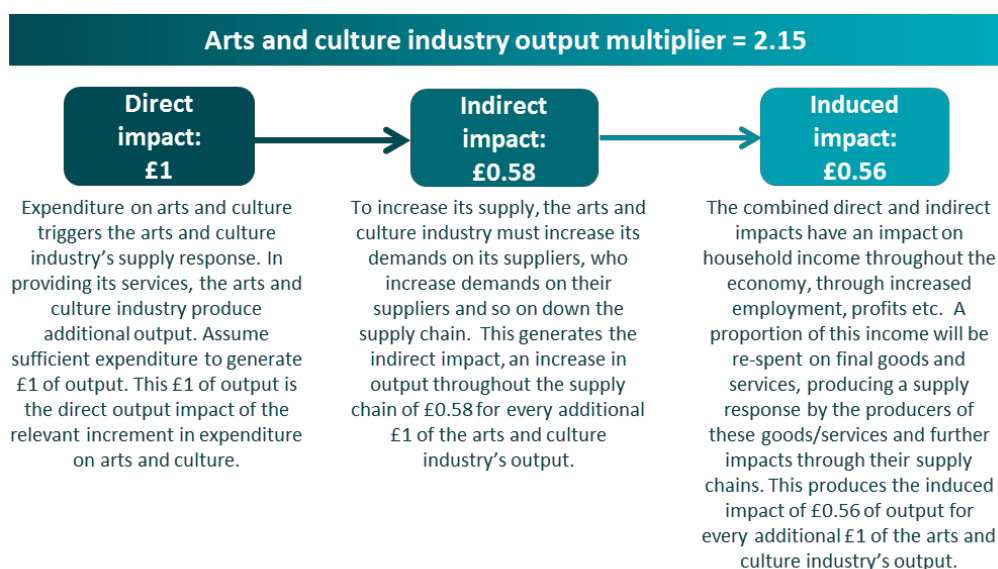 Arts and culture industry output multiplier = 2.15
Direct
impact:
£1
Expenditure on arts and culture
triggers the arts and culture
industry's supply response. In
providing its services, the arts and
culture industry produce
additional output. Assume
sufficient expenditure to generate
£1 of output. This £1 of output is
the direct output impact of the
relevant increment in expenditure
on arts and culture.
Indirect
impact:
£0.58
To increase its supply, the arts and
culture industry must increase its
demands on its suppliers, who
increase demands on their
suppliers and so on down the
supply chain. This generates the
indirect impact, an increase in
output throughout the supply
chain of £0.58 for every additional
£1 of the arts and culture
industry's output.
Induced
impact:
£0.56
The combined direct and indirect
impacts have an impact on
household income throughout the
economy, through increased
employment, profits etc. A
proportion of this income will be
re-spent on final goods and
services, producing a supply
response by the producers of
these goods/services and further
impacts through their supply
chains. This produces the induced
impact of £0.56 of output for
every additional £1 of the arts and
culture industry's output.